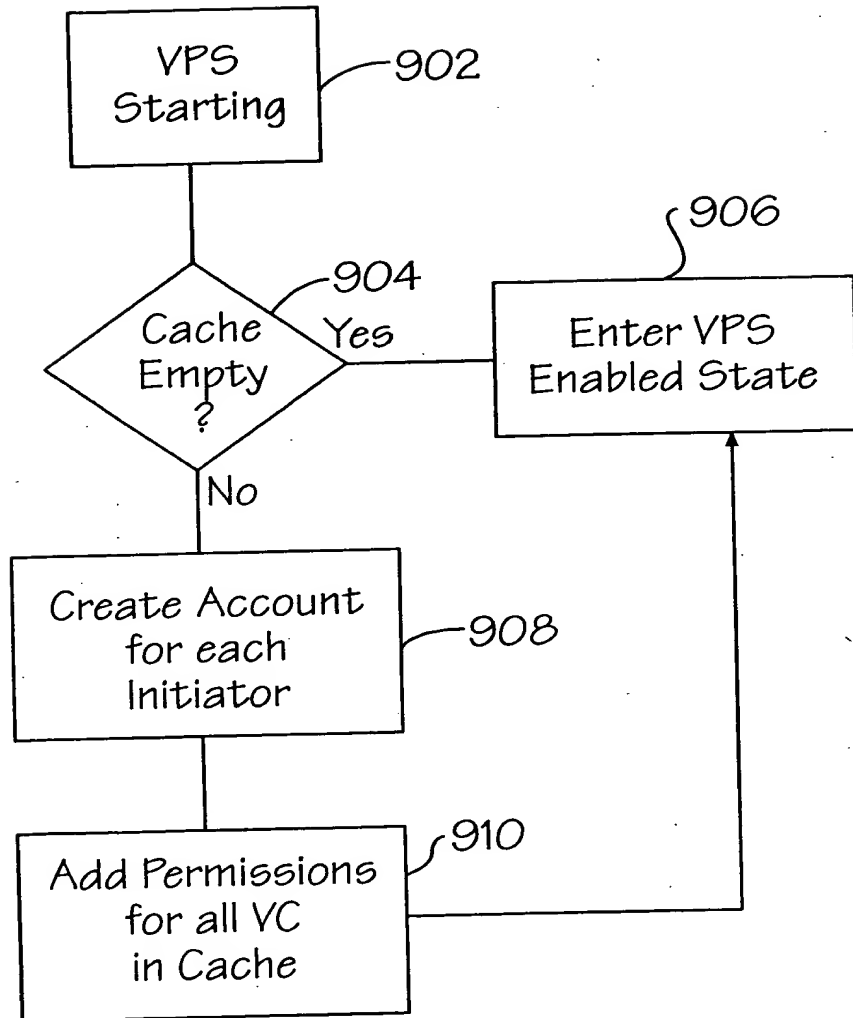 VPS
Starting
902
904
Cache
Empty
?
Yes
906
Enter VPS
Enabled State
No
Create Account
for each
Initiator
908
Add Permissions
for all VC
in Cache
910